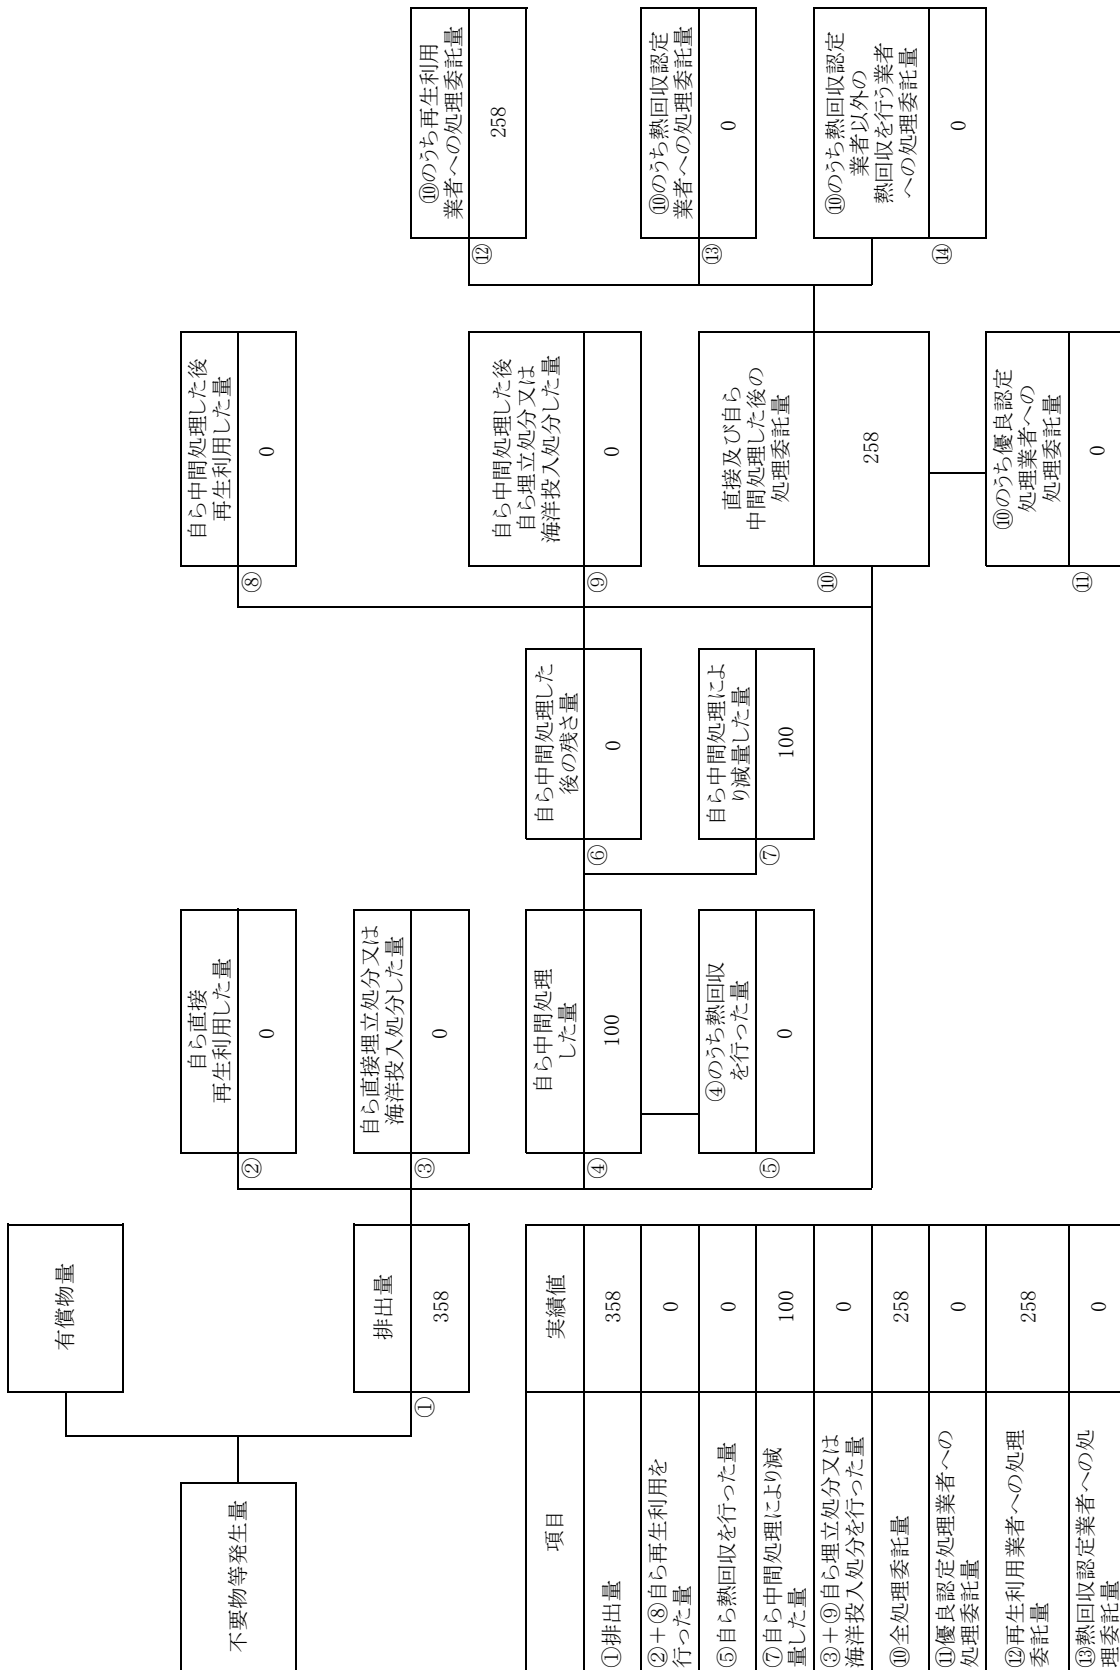 不要物等発生量
有償物量
①
排出量
358
②
自ら直接
再生利用した量
0
③
自ら直接埋立処分又は
海洋投入処分した量
0
④
自ら中間処理
した量
100
⑤
④のうち熱回収
を行った量
0
⑥
自ら中間処理した
後の残さ量
0
⑦
自ら中間処理によ
り減量した量
100
⑧
自ら中間処理した後
再生利用した量
0
⑨
自ら中間処理した後
自ら埋立処分又は
海洋投入処分した量
0
⑩
直接及び自ら
中間処理した後の
処理委託量
258
⑪
⑩のうち優良認定
処理業者への
処理委託量
0
⑫
⑩のうち再生利用
業者への処理委託量
258
⑬
⑩のうち熱回収認定
業者への処理委託量
0
⑭
⑩のうち熱回収認定
業者以外の
熱回収を行う業者
への処理委託量
0
項目
実績値
①排出量
358
②+⑧自ら再生利用を
行った量
0
⑤自ら熱回収を行った量
0
⑦自ら中間処理により減
量した量
100
③+⑨自ら埋立処分又は
海洋投入処分を行った量
0
⑩全処理委託量
258
⑪優良認定処理業者への
処理委託量
0
⑫再生利用業者への処理
委託量
258
⑬熱回収認定業者への処
理委託量
0